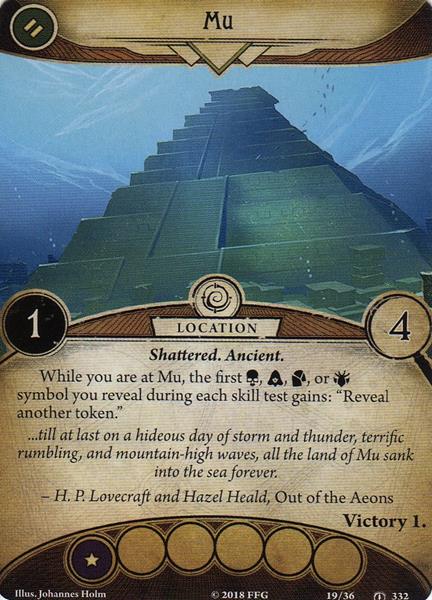 Mu
1
4
LOCATION
Shattered. Ancient.
While you are at Mu, the first , , , or
symbol you reveal during each skill test gains: “Reveal
another token.”
...till at last on a hideous day of storm and thunder, terrific
rumbling, and mountain-high waves, all the land of Mu sank
into the sea forever.
– H. P. Lovecraft and Hazel Heald, Out of the Aeons
Victory 1.
Illus. Johannes Holm
© 2018 FFG
19/36
332